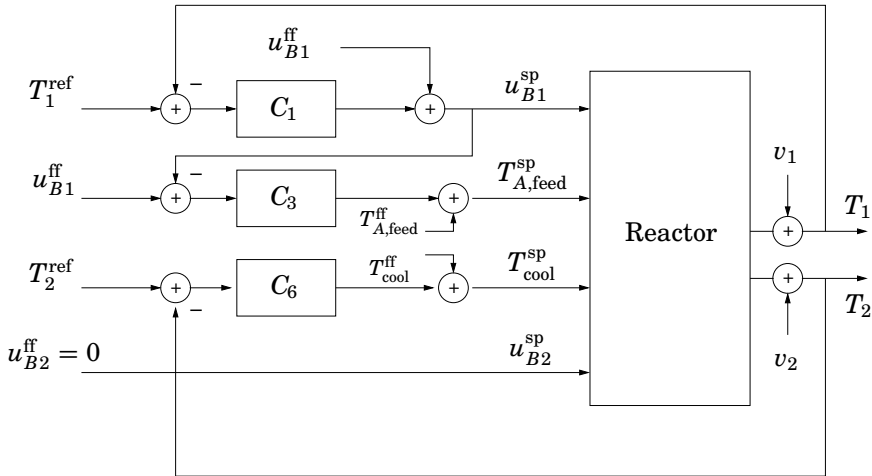 u_{B1}^{ff}
T_1^{ref} + − C_1 + u_{B1}^{sp}
u_{B1}^{ff} + − C_3 + T_{A,feed}^{sp}
T_{A,feed}^{ff}
v_1
Reactor + T_1
T_2^{ref} + − C_6 T_{cool}^{ff} + T_{cool}^{sp}
+ T_2
v_2
u_{B2}^{ff} = 0 u_{B2}^{sp}